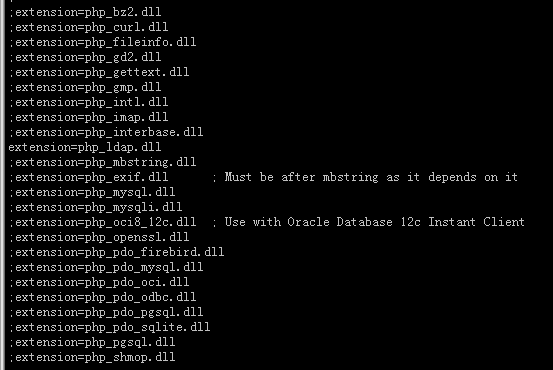 ;extension=php_bz2.dll
;extension=php_curl.dll
;extension=php_fileinfo.dll
;extension=php_gd2.dll
;extension=php_gettext.dll
;extension=php_gmp.dll
;extension=php_intl.dll
;extension=php_imap.dll
;extension=php_interbase.dll
extension=php_ldap.dll
;extension=php_mbstring.dll
;extension=php_exif.dll      ; Must be after mbstring as it depends on it
;extension=php_mysql.dll
;extension=php_mysqli.dll
;extension=php_oci8_12c.dll  ; Use with Oracle Database 12c Instant Client
;extension=php_openssl.dll
;extension=php_pdo_firebird.dll
;extension=php_pdo_mysql.dll
;extension=php_pdo_oci.dll
;extension=php_pdo_odbc.dll
;extension=php_pdo_pgsql.dll
;extension=php_pdo_sqlite.dll
;extension=php_pgsql.dll
;extension=php_shmop.dll